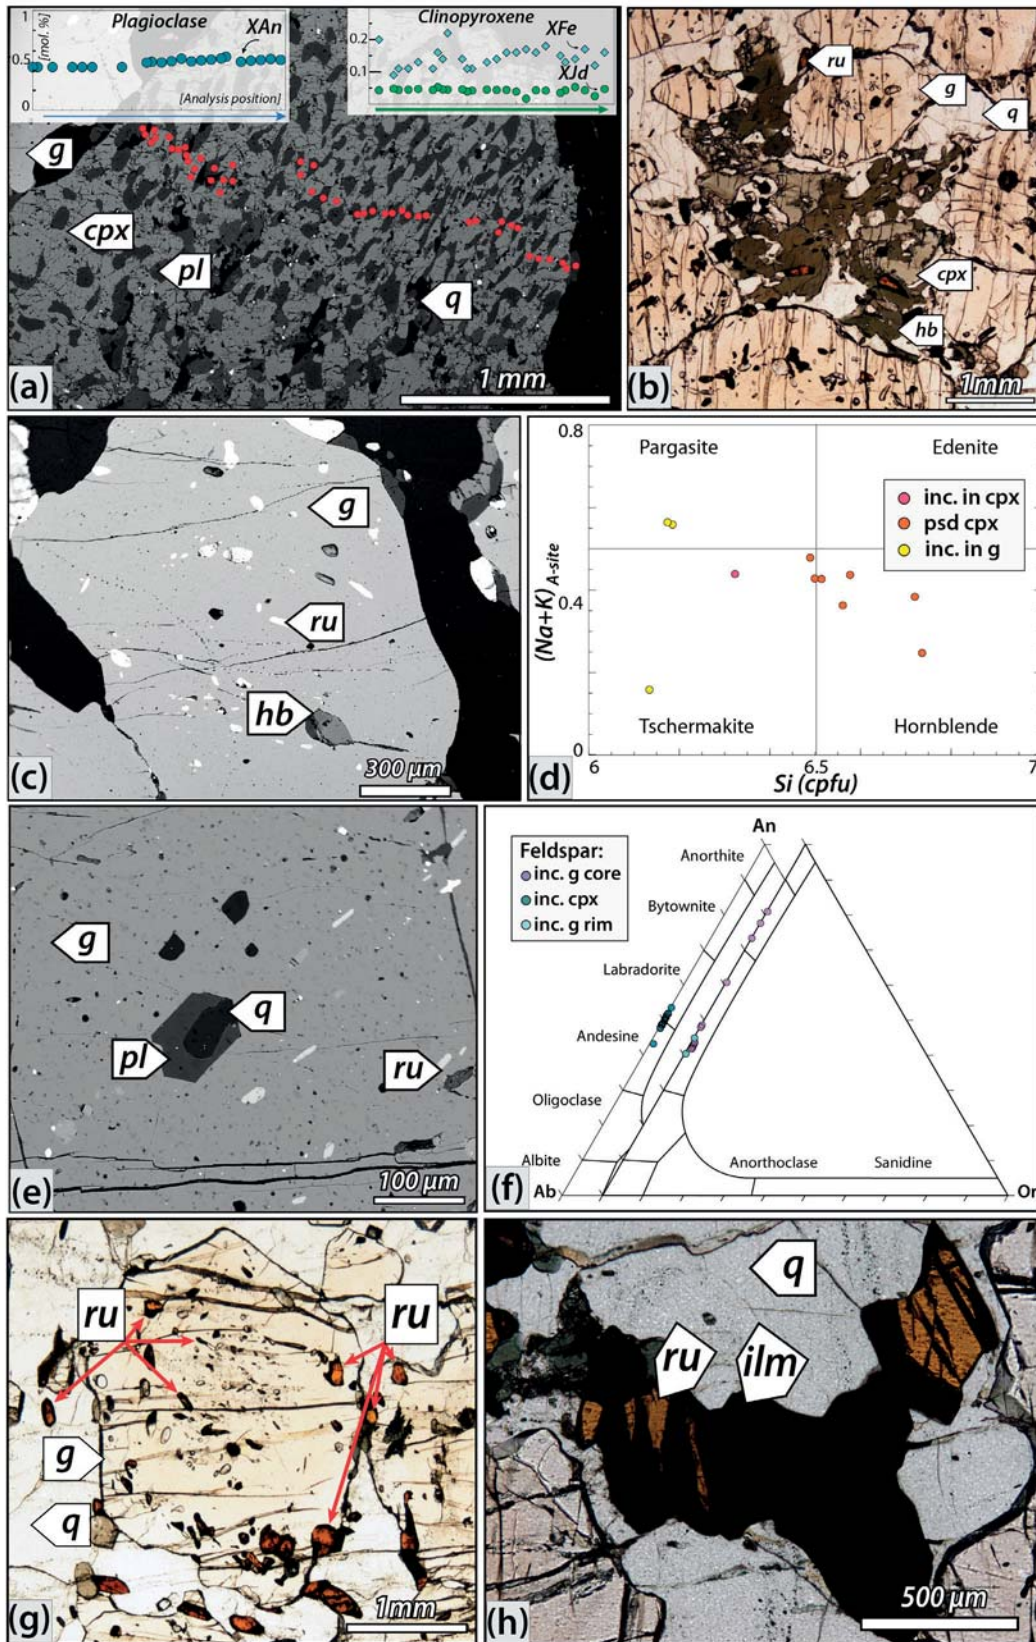 Plagioclase
[mol. %]
XAn
1
0.5
0
[Analysis position]
Clinopyroxene
XFe
0.2
0.1
XJd
g
cpx
pl
q
(a)
1 mm
ru
g
q
cpx
hb
(b)
1mm
g
ru
hb
(c)
300 µm
0.8
Pargasite
Edenite
inc. in cpx
psd cpx
inc. in g
(Na+K) A-site
0.4
Tschermakite
Hornblende
0
6
6.5
7
Si (cpfu)
(d)
g
q
pl
ru
(e)
100 µm
Feldspar:
inc. g core
inc. cpx
inc. g rim
An
Anorthite
Bytownite
Labradorite
Andesine
Oligoclase
Albite
Anorthoclase
Sanidine
Ab
Or
(f)
ru
ru
g
q
(g)
1mm
q
ru
ilm
(h)
500 µm